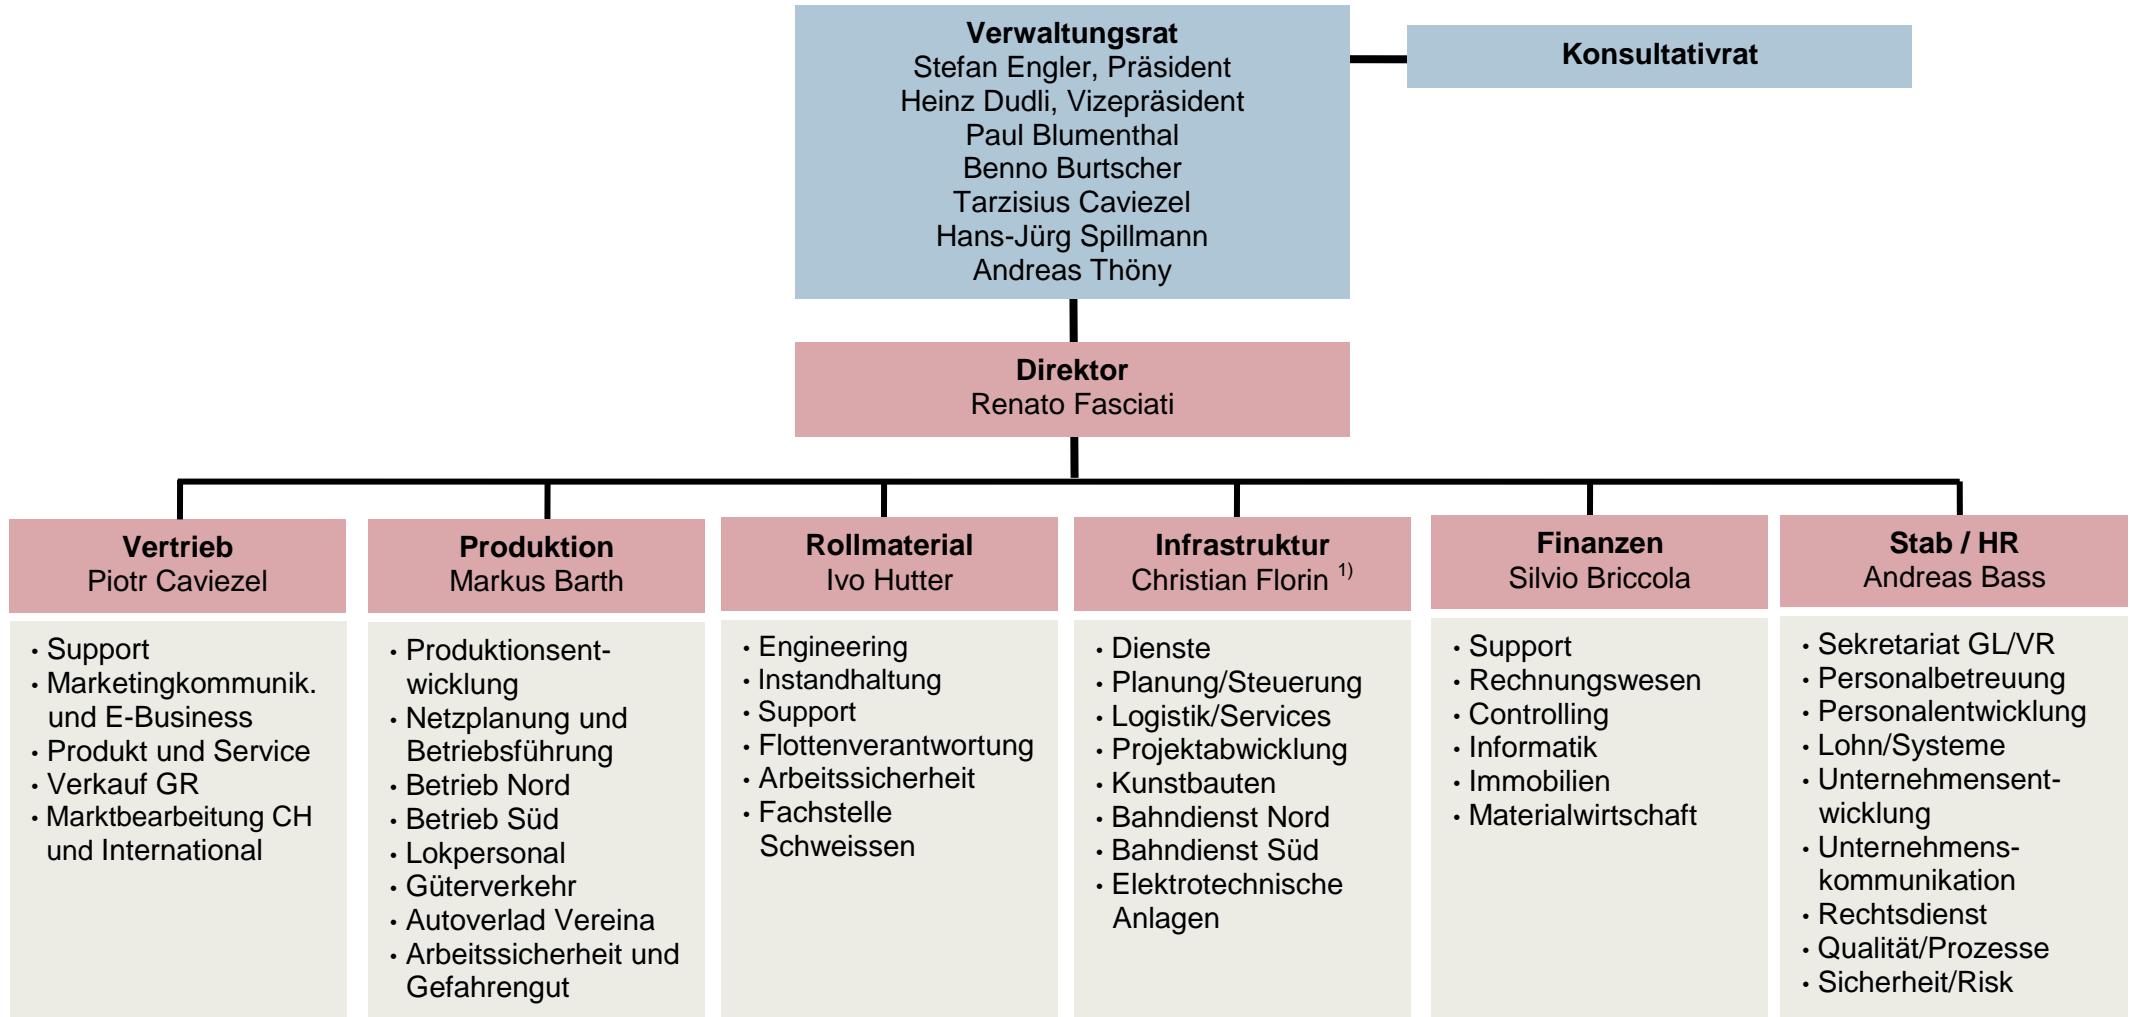 Verwaltungsrat
Stefan Engler, Präsident
Heinz Dudli, Vizepräsident
Paul Blumenthal
Benno Burtscher
Tarzisius Caviezel
Hans-Jürg Spillmann
Andreas Thöny
Konsultativrat
Direktor
Renato Fasciati
Vertrieb
Piotr Caviezel
• Support
• Marketingkommunik.
und E-Business
• Produkt und Service
• Verkauf GR
• Marktbearbeitung CH
und International
Produktion
Markus Barth
• Produktionsent-
wicklung
• Netzplanung und
Betriebsführung
• Betrieb Nord
• Betrieb Süd
• Lokpersonal
• Güterverkehr
• Autoverlad Vereina
• Arbeitssicherheit und
Gefahrengut
Rollmaterial
Ivo Hutter
• Engineering
• Instandhaltung
• Support
• Flottenverantwortung
• Arbeitssicherheit
• Fachstelle
Schweissen
Infrastruktur
Christian Florin 1)
• Dienste
• Planung/Steuerung
• Logistik/Services
• Projektabwicklung
• Kunstbauten
• Bahndienst Nord
• Bahndienst Süd
• Elektrotechnische
Anlagen
Finanzen
Silvio Briccola
• Support
• Rechnungswesen
• Controlling
• Informatik
• Immobilien
• Materialwirtschaft
Stab / HR
Andreas Bass
• Sekretariat GL/VR
• Personalbetreuung
• Personalentwicklung
• Lohn/Systeme
• Unternehmensent-
wicklung
• Unternehmens-
kommunikation
• Rechtsdienst
• Qualität/Prozesse
• Sicherheit/Risk